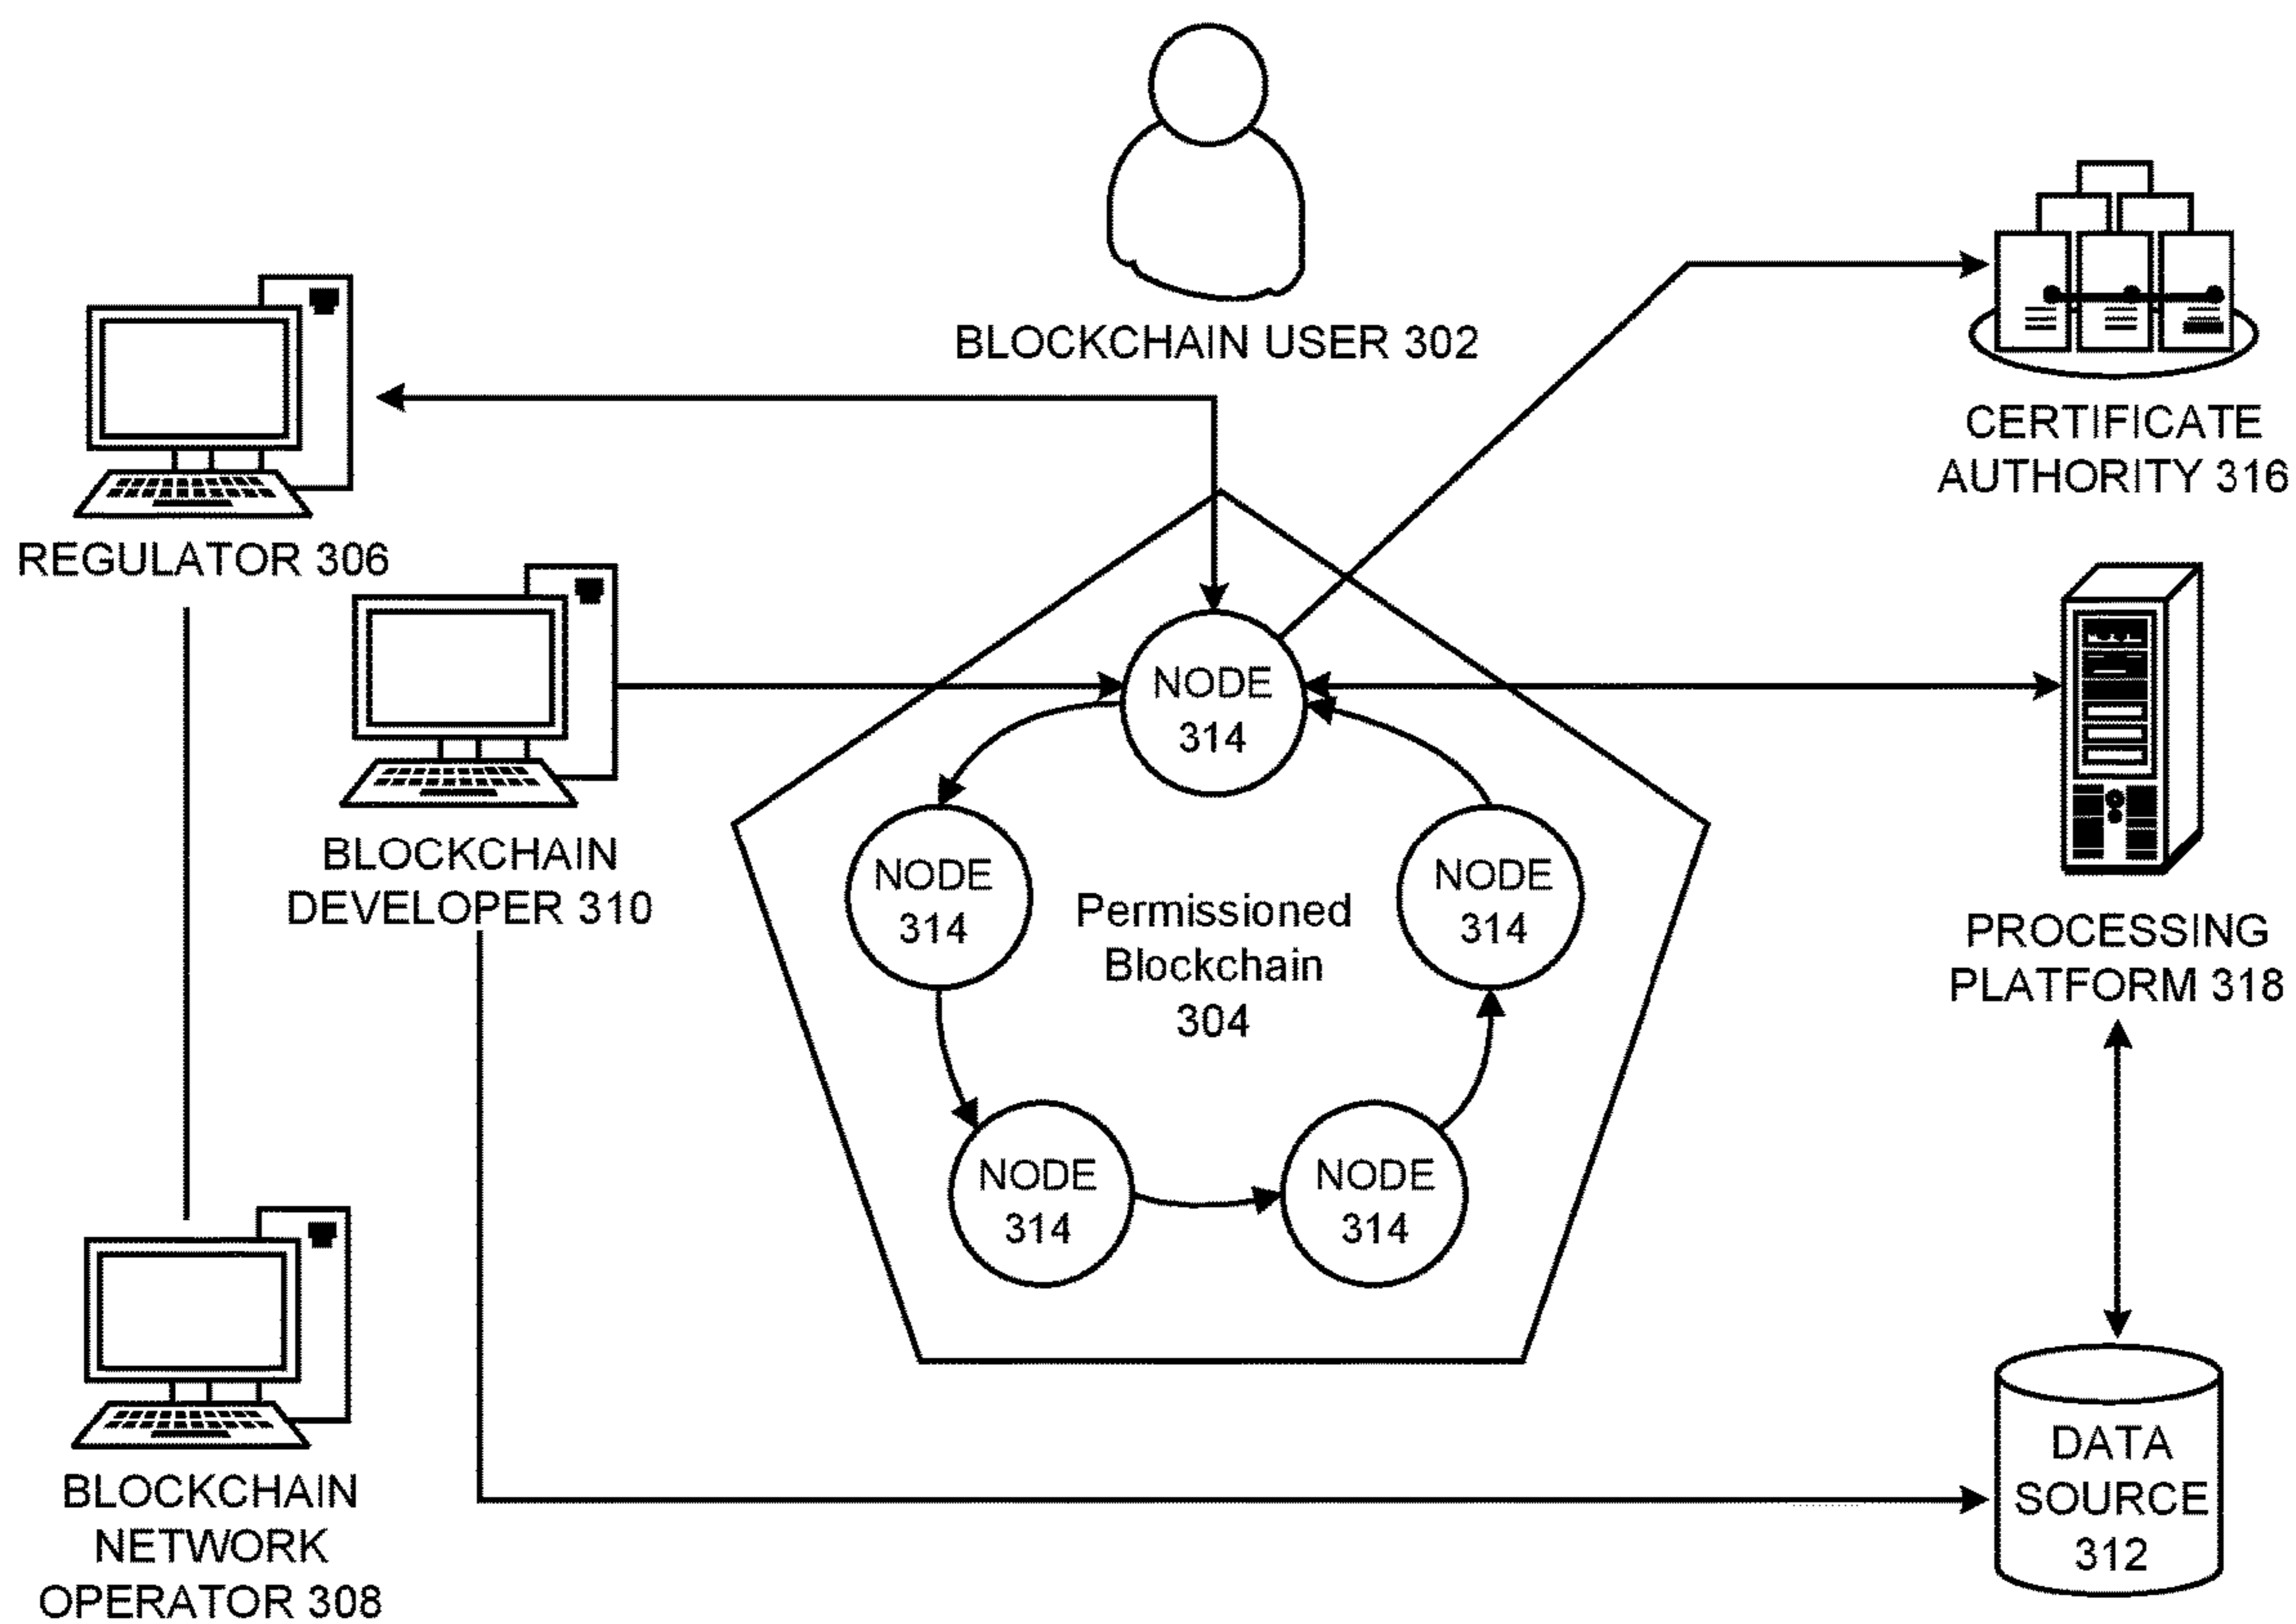 BLOCKCHAIN USER 302
CERTIFICATE
AUTHORITY 316
REGULATOR 306
BLOCKCHAIN
DEVELOPER 310
NODE
314
NODE
314
Permissioned
Blockchain
304
NODE
314
PROCESSING
PLATFORM 318
NODE
314
NODE
314
BLOCKCHAIN
NETWORK
OPERATOR 308
DATA
SOURCE
312